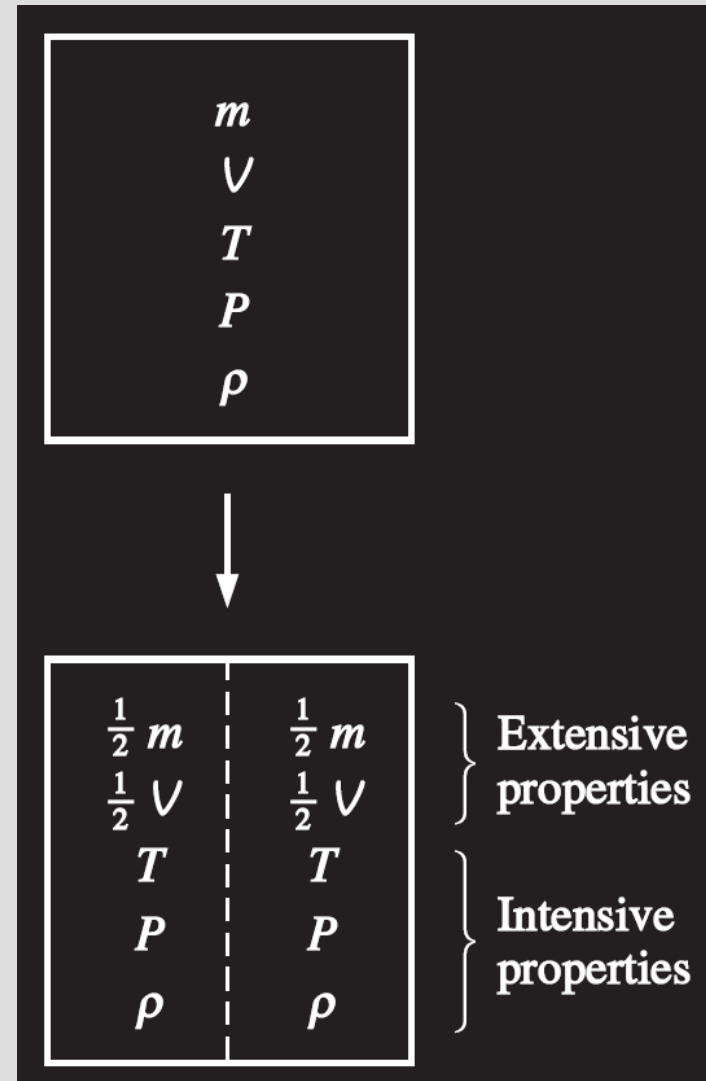 m
V
T
P
ρ
1/2 m 1/2 m
1/2 V 1/2 V
T T
P P
ρ ρ
Extensive
properties
Intensive
properties